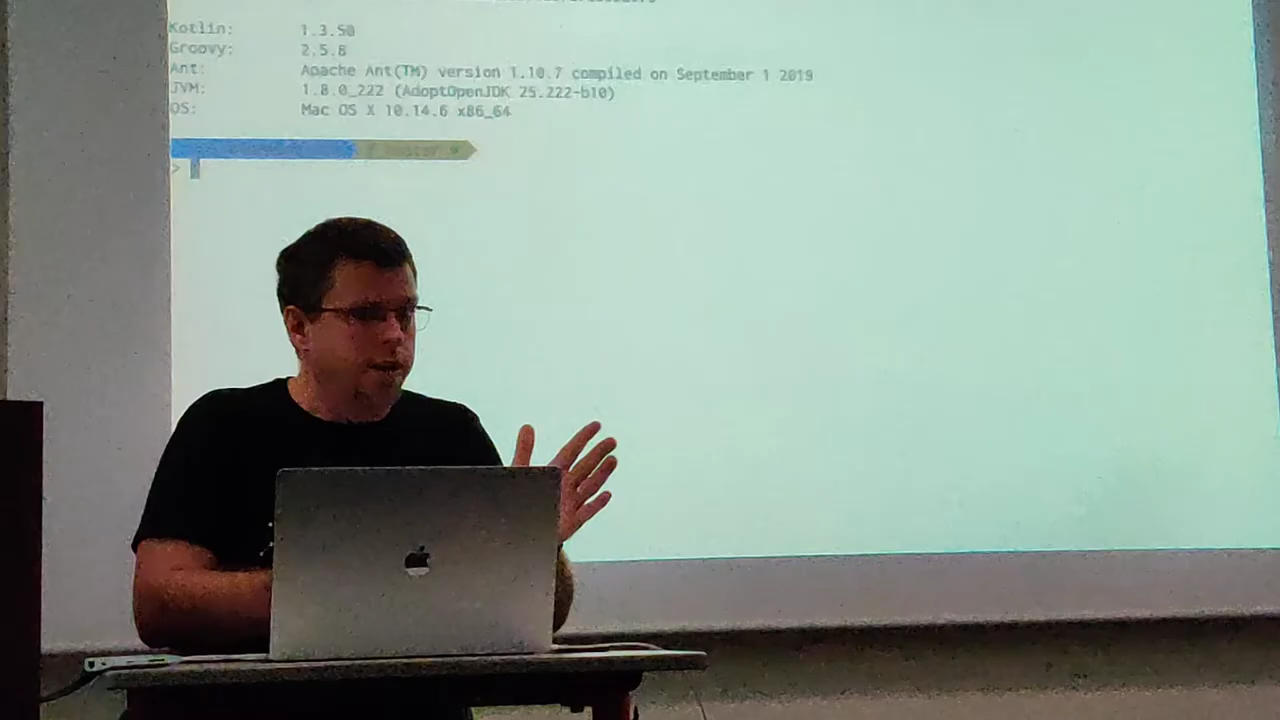 Kotlin: 1.3.50
Groovy: 2.5.8
Ant: Apache Ant(TM) version 1.10.7 compiled on September 1 2019
JVM: 1.8.0_222 (AdoptOpenJDK 25.222-b10)
OS: Mac OS X 10.14.6 x86_64
master
>